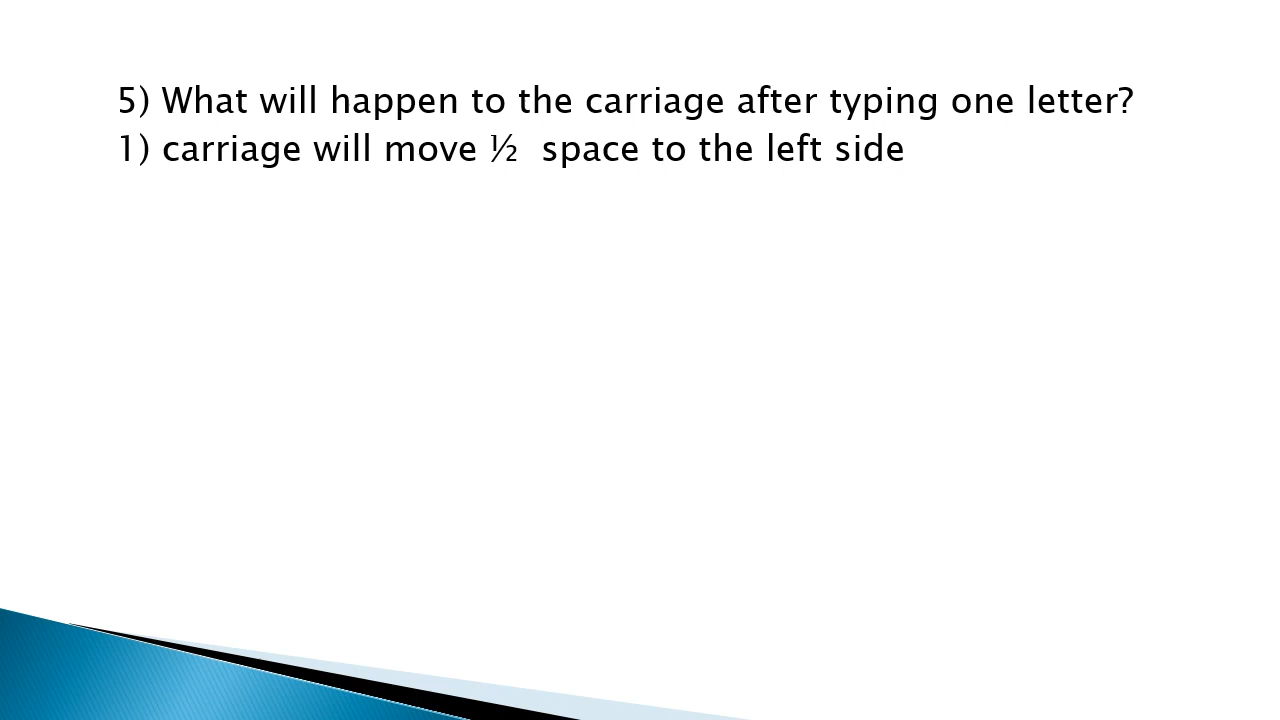 5) What will happen to the carriage after typing one letter?
1) carriage will move ½  space to the left side